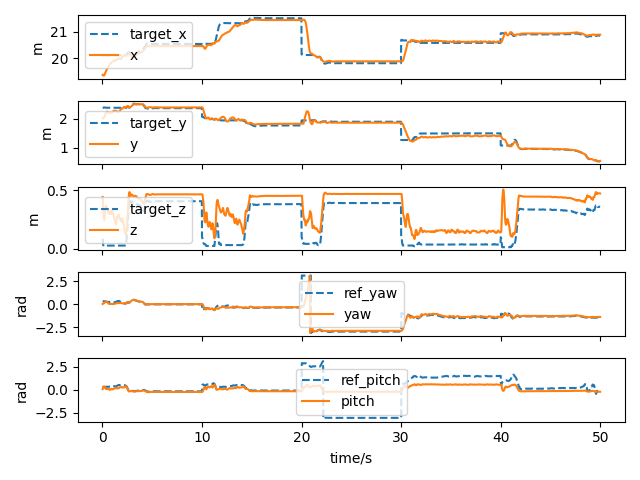 21
20
m
target_x
x
2
1
m
target_y
y
0.5
0.0
m
target_z
z
2.5
0.0
−2.5
rad
ref_yaw
yaw
2.5
0.0
−2.5
rad
ref_pitch
pitch
0 10 20 30 40 50
time/s